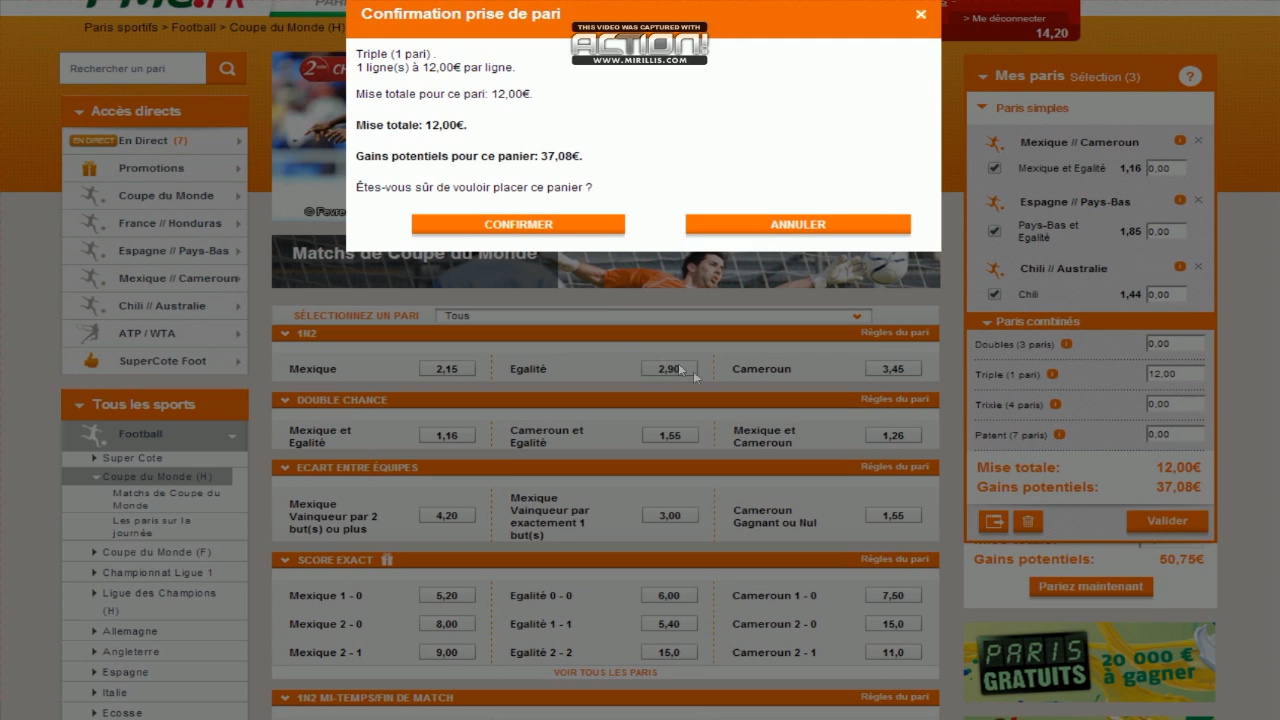 Confirmation prise de pari
THIS VIDEO WAS CAPTURED WITH
ACTION!
WWW.MIRILLIS.COM
> Me déconnecter
14,20
Paris sportifs > Football > Coupe du Monde (H)
Triple (1 pari) .
1 ligne(s) à 12,00€ par ligne.
Mise totale pour ce pari: 12,00€.
Mise totale: 12,00€.
Gains potentiels pour ce panier: 37,08€.
Êtes-vous sûr de vouloir placer ce panier ?
CONFIRMER
ANNULER
Rechercher un pari
Accès directs
EN DIRECT En Direct (7)
Promotions
Coupe du Monde
France // Honduras
Espagne // Pays-Bas
Mexique // Cameroun
Chili // Australie
ATP / WTA
SuperCote Foot
Tous les sports
Football
Super Cote
Coupe du Monde (H)
Matchs de Coupe du
Monde
Les paris sur la
journée
Coupe du Monde (F)
Championnat Ligue 1
Ligue des Champions
(H)
Allemagne
Angleterre
Espagne
Italie
Ecosse
2ème
Matchs de Coupe du Monde
SÉLECTIONNEZ UN PARI Tous
1N2 Règles du pari
Mexique 2,15 Egalité 2,90 Cameroun 3,45
DOUBLE CHANCE Règles du pari
Mexique et Egalité 1,16 Cameroun et Egalité 1,55 Mexique et Cameroun 1,26
ECART ENTRE ÉQUIPES Règles du pari
Mexique Vainqueur par 2 but(s) ou plus 4,20 Mexique Vainqueur par exactement 1 but(s) 3,00 Cameroun Gagnant ou Nul 1,55
SCORE EXACT Règles du pari
Mexique 1 - 0 5,20 Egalité 0 - 0 6,00 Cameroun 1 - 0 7,50
Mexique 2 - 0 8,00 Egalité 1 - 1 5,40 Cameroun 2 - 0 15,0
Mexique 2 - 1 9,00 Egalité 2 - 2 15,0 Cameroun 2 - 1 11,0
VOIR TOUS LES PARIS
1N2 MI-TEMPS/FIN DE MATCH Règles du pari
Mes paris Sélection (3) ?
Paris simples
Mexique // Cameroun
Mexique et Egalité 1,16 0,00
Espagne // Pays-Bas
Pays-Bas et Egalité 1,85 0,00
Chili // Australie
Chili 1,44 0,00
Paris combinés
Doubles (3 paris) 0,00
Triple (1 pari) 12,00
Trixie (4 paris) 0,00
Patent (7 paris) 0,00
Mise totale: 12,00€
Gains potentiels: 37,08€
Valider
Gains potentiels: 50,75€
Pariez maintenant
PARIS
GRATUITS
20 000 €
à gagner